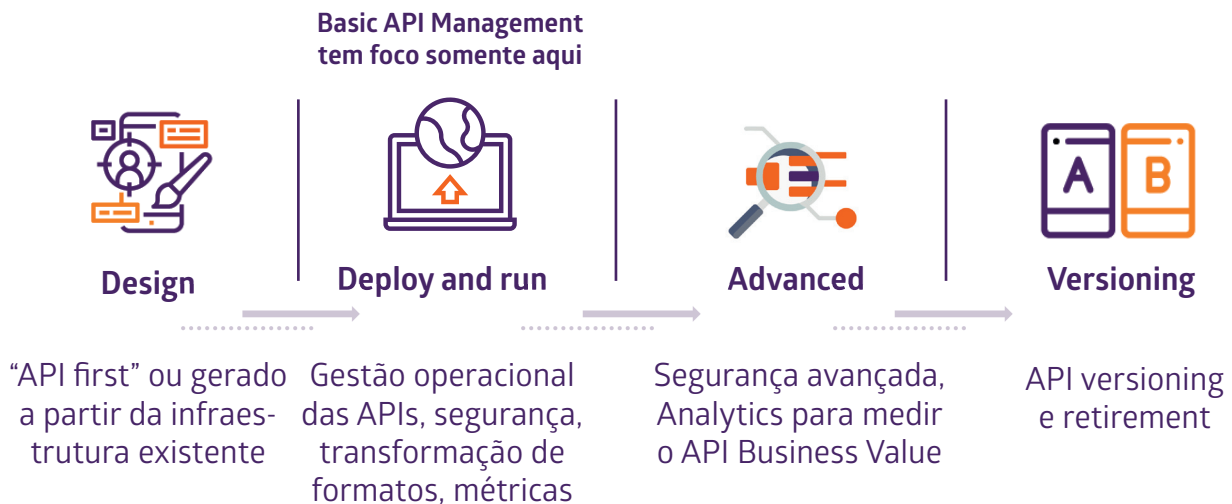 Basic API Management
tem foco somente aqui
A
B
Design
Deploy and run
Advanced
Versioning
“API first” ou gerado
a partir da infraes-
trutura existente
Gestão operacional
das APIs, segurança,
transformação de
formatos, métricas
Segurança avançada,
Analytics para medir
o API Business Value
API versioning
e retirement